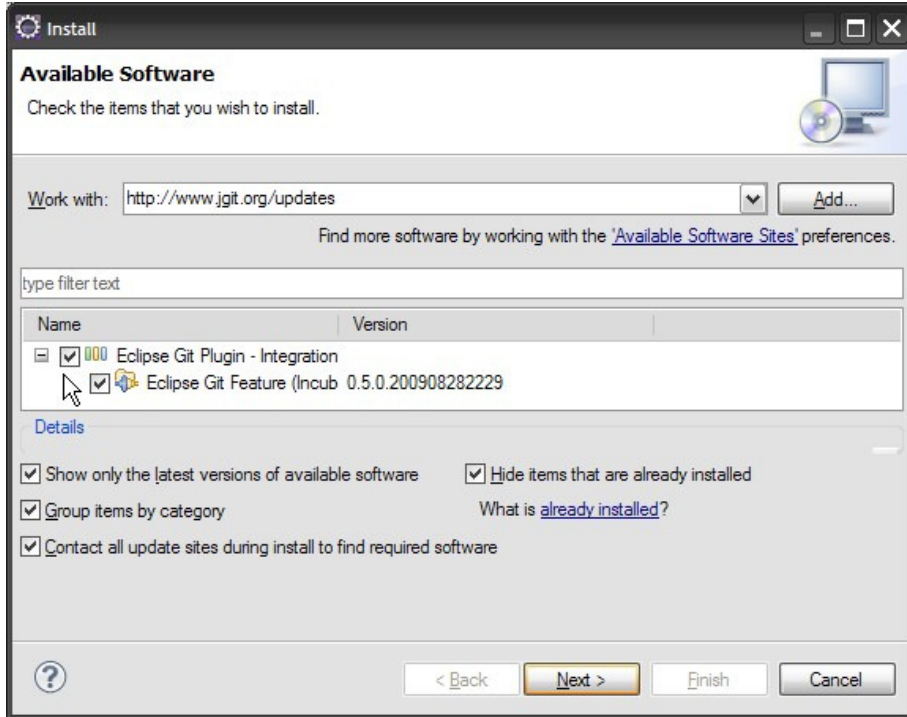 Install
Available Software
Check the items that you wish to install.
Work with: http://www.jgit.org/updates Add...
Find more software by working with the 'Available Software Sites' preferences.
type filter text
Name Version
Eclipse Git Plugin - Integration
Eclipse Git Feature (Incub 0.5.0.200908282229
Details
Show only the latest versions of available software Hide items that are already installed
Group items by category What is already installed?
Contact all update sites during install to find required software
? < Back Next > Finish Cancel